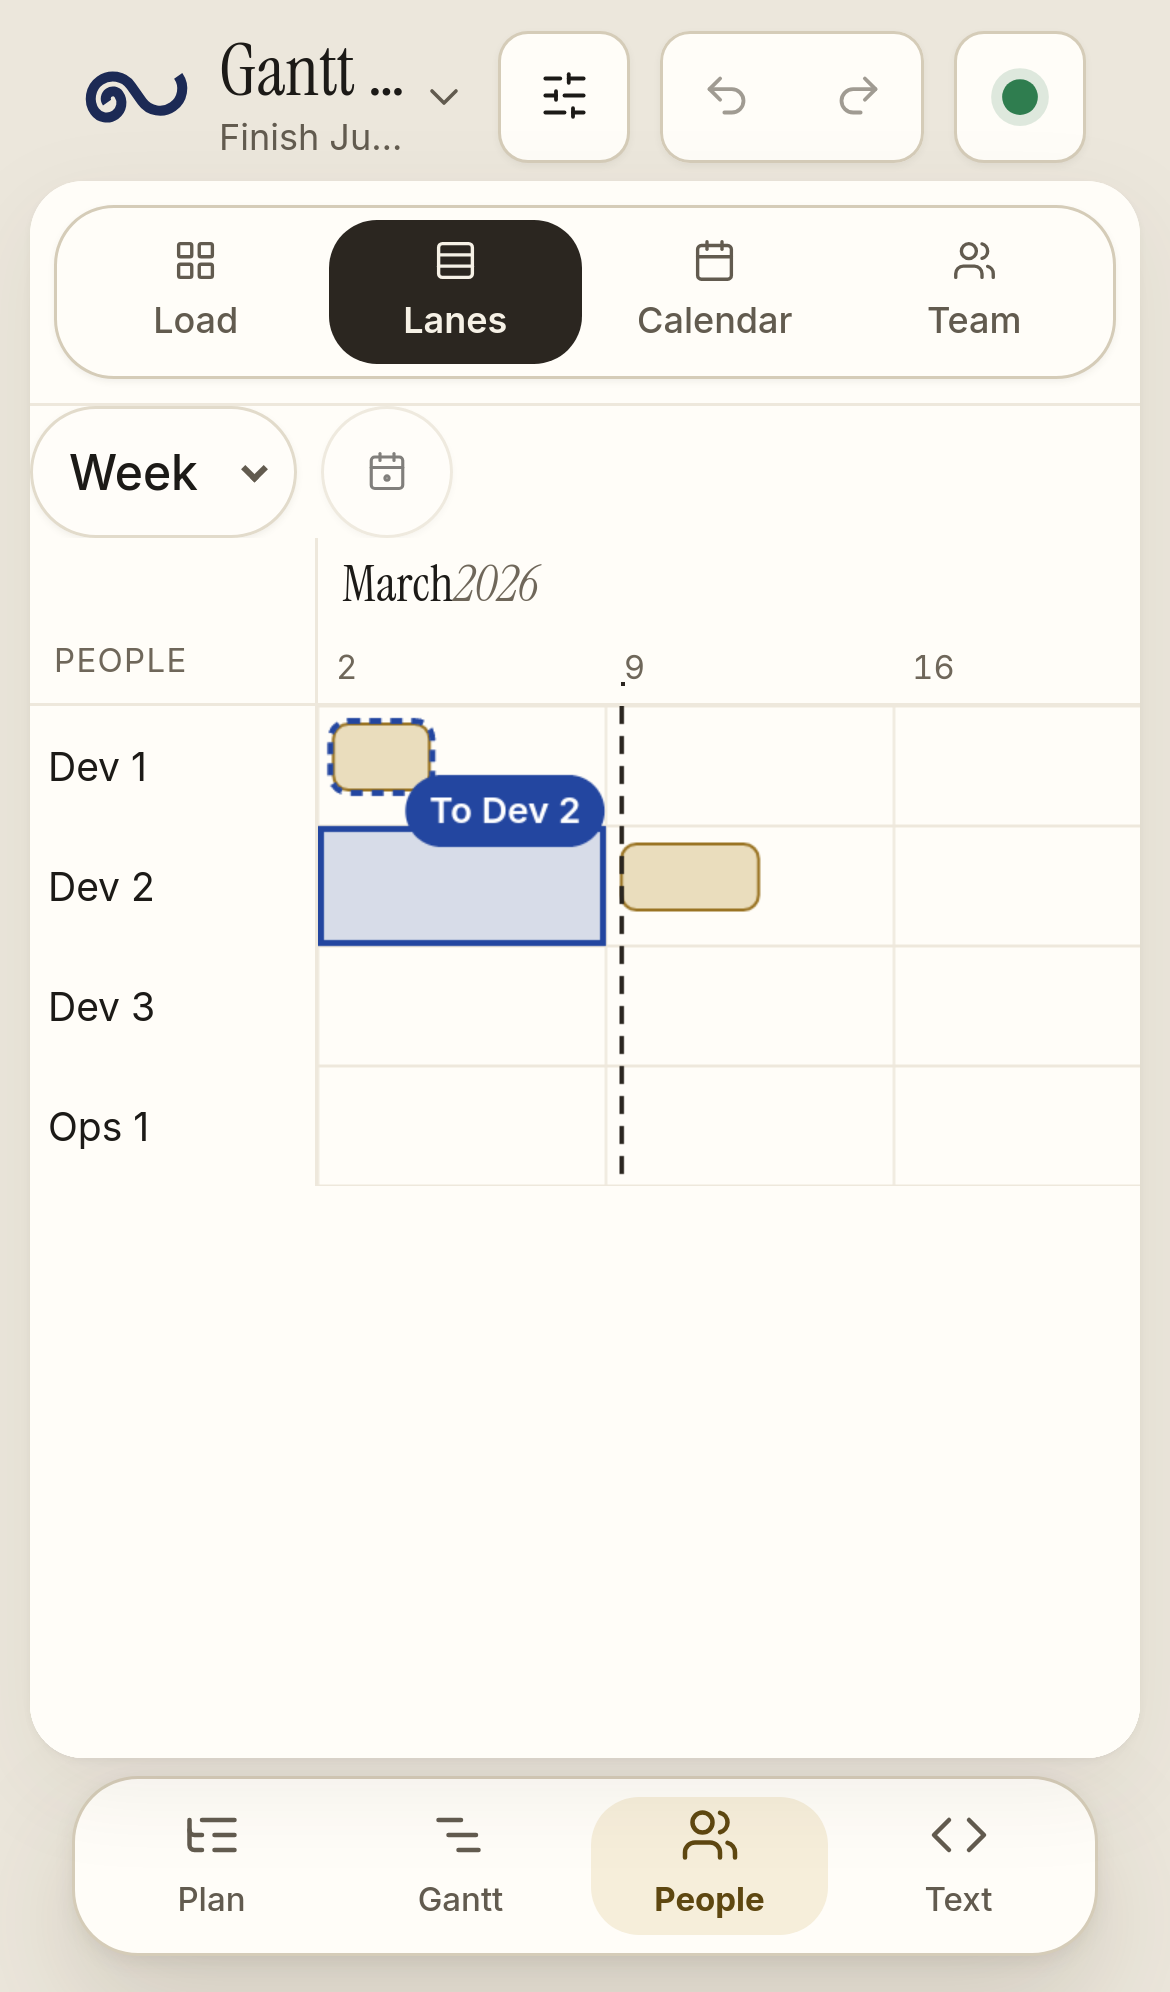 Gantt ...
Finish Ju...
Load
Lanes
Calendar
Team
Week
March2026
PEOPLE
2
9
16
Dev 1
To Dev 2
Dev 2
Dev 3
Ops 1
Plan
Gantt
People
Text